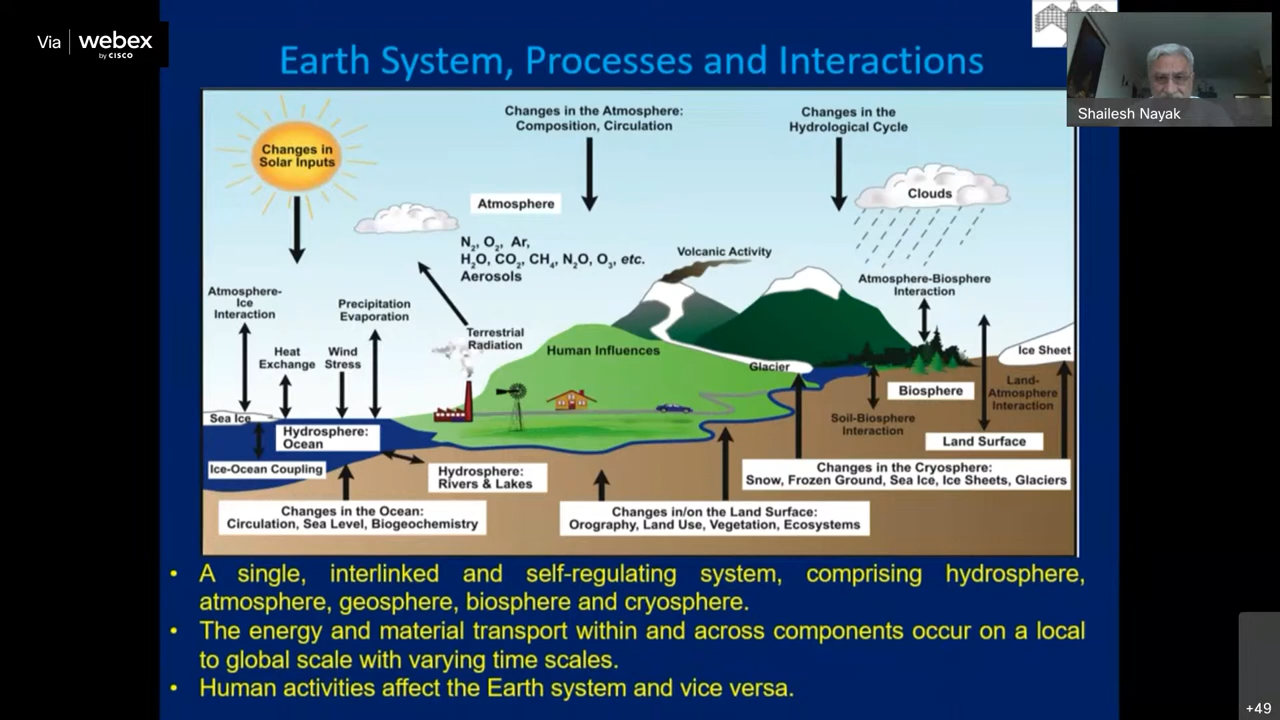 Via webex
by CISCO
Earth System, Processes and Interactions
Shailesh Nayak
Changes in
Solar Inputs
Changes in the Atmosphere:
Composition, Circulation
Changes in the
Hydrological Cycle
Clouds
Atmosphere
N2, O2, Ar,
H2O, CO2, CH4, N2O, O3, etc.
Aerosols
Volcanic Activity
Atmosphere-
Ice
Interaction
Precipitation
Evaporation
Atmosphere-Biosphere
Interaction
Heat
Exchange
Wind
Stress
Terrestrial
Radiation
Human Influences
Glacier
Ice Sheet
Biosphere
Land-
Atmosphere
Interaction
Sea Ice
Hydrosphere:
Ocean
Soil-Biosphere
Interaction
Land Surface
Ice-Ocean Coupling
Hydrosphere:
Rivers & Lakes
Changes in the Cryosphere:
Snow, Frozen Ground, Sea Ice, Ice Sheets, Glaciers
Changes in the Ocean:
Circulation, Sea Level, Biogeochemistry
Changes in/on the Land Surface:
Orography, Land Use, Vegetation, Ecosystems
• A single, interlinked and self-regulating system, comprising hydrosphere,
atmosphere, geosphere, biosphere and cryosphere.
• The energy and material transport within and across components occur on a local
to global scale with varying time scales.
• Human activities affect the Earth system and vice versa.
+49